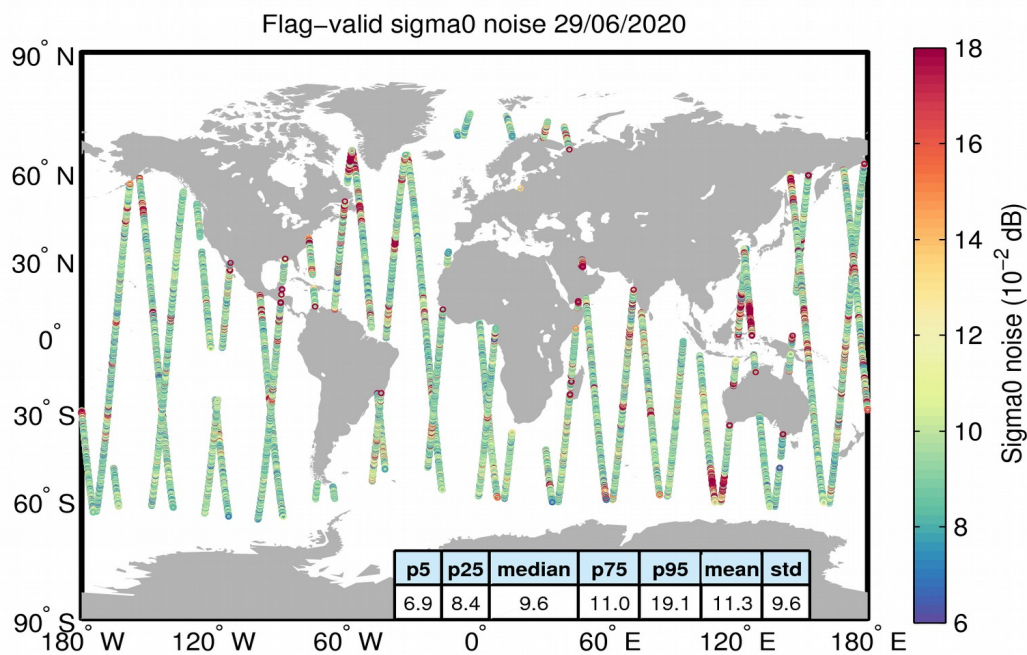 Flag−valid sigma0 noise 29/06/2020
90° N
60° N
30° N
0°
30° S
60° S
90° S
180° W
120° W
60° W
0°
60° E
120° E
180° E
p5 p25 median p75 p95 mean std
6.9 8.4 9.6 11.0 19.1 11.3 9.6
18
16
14
12
10
8
6
Sigma0 noise (10⁻² dB)